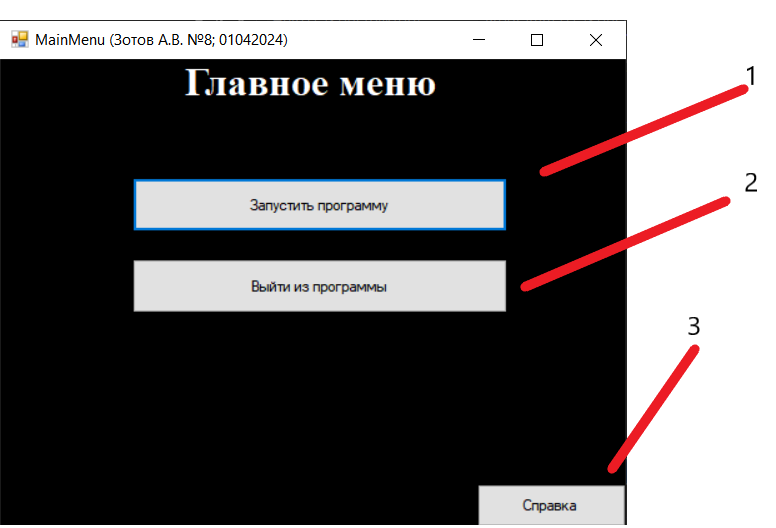 MainMenu (Зотов А.В. №8; 01042024)
Главное меню
1
Запустить программу
2
Выйти из программы
3
Справка